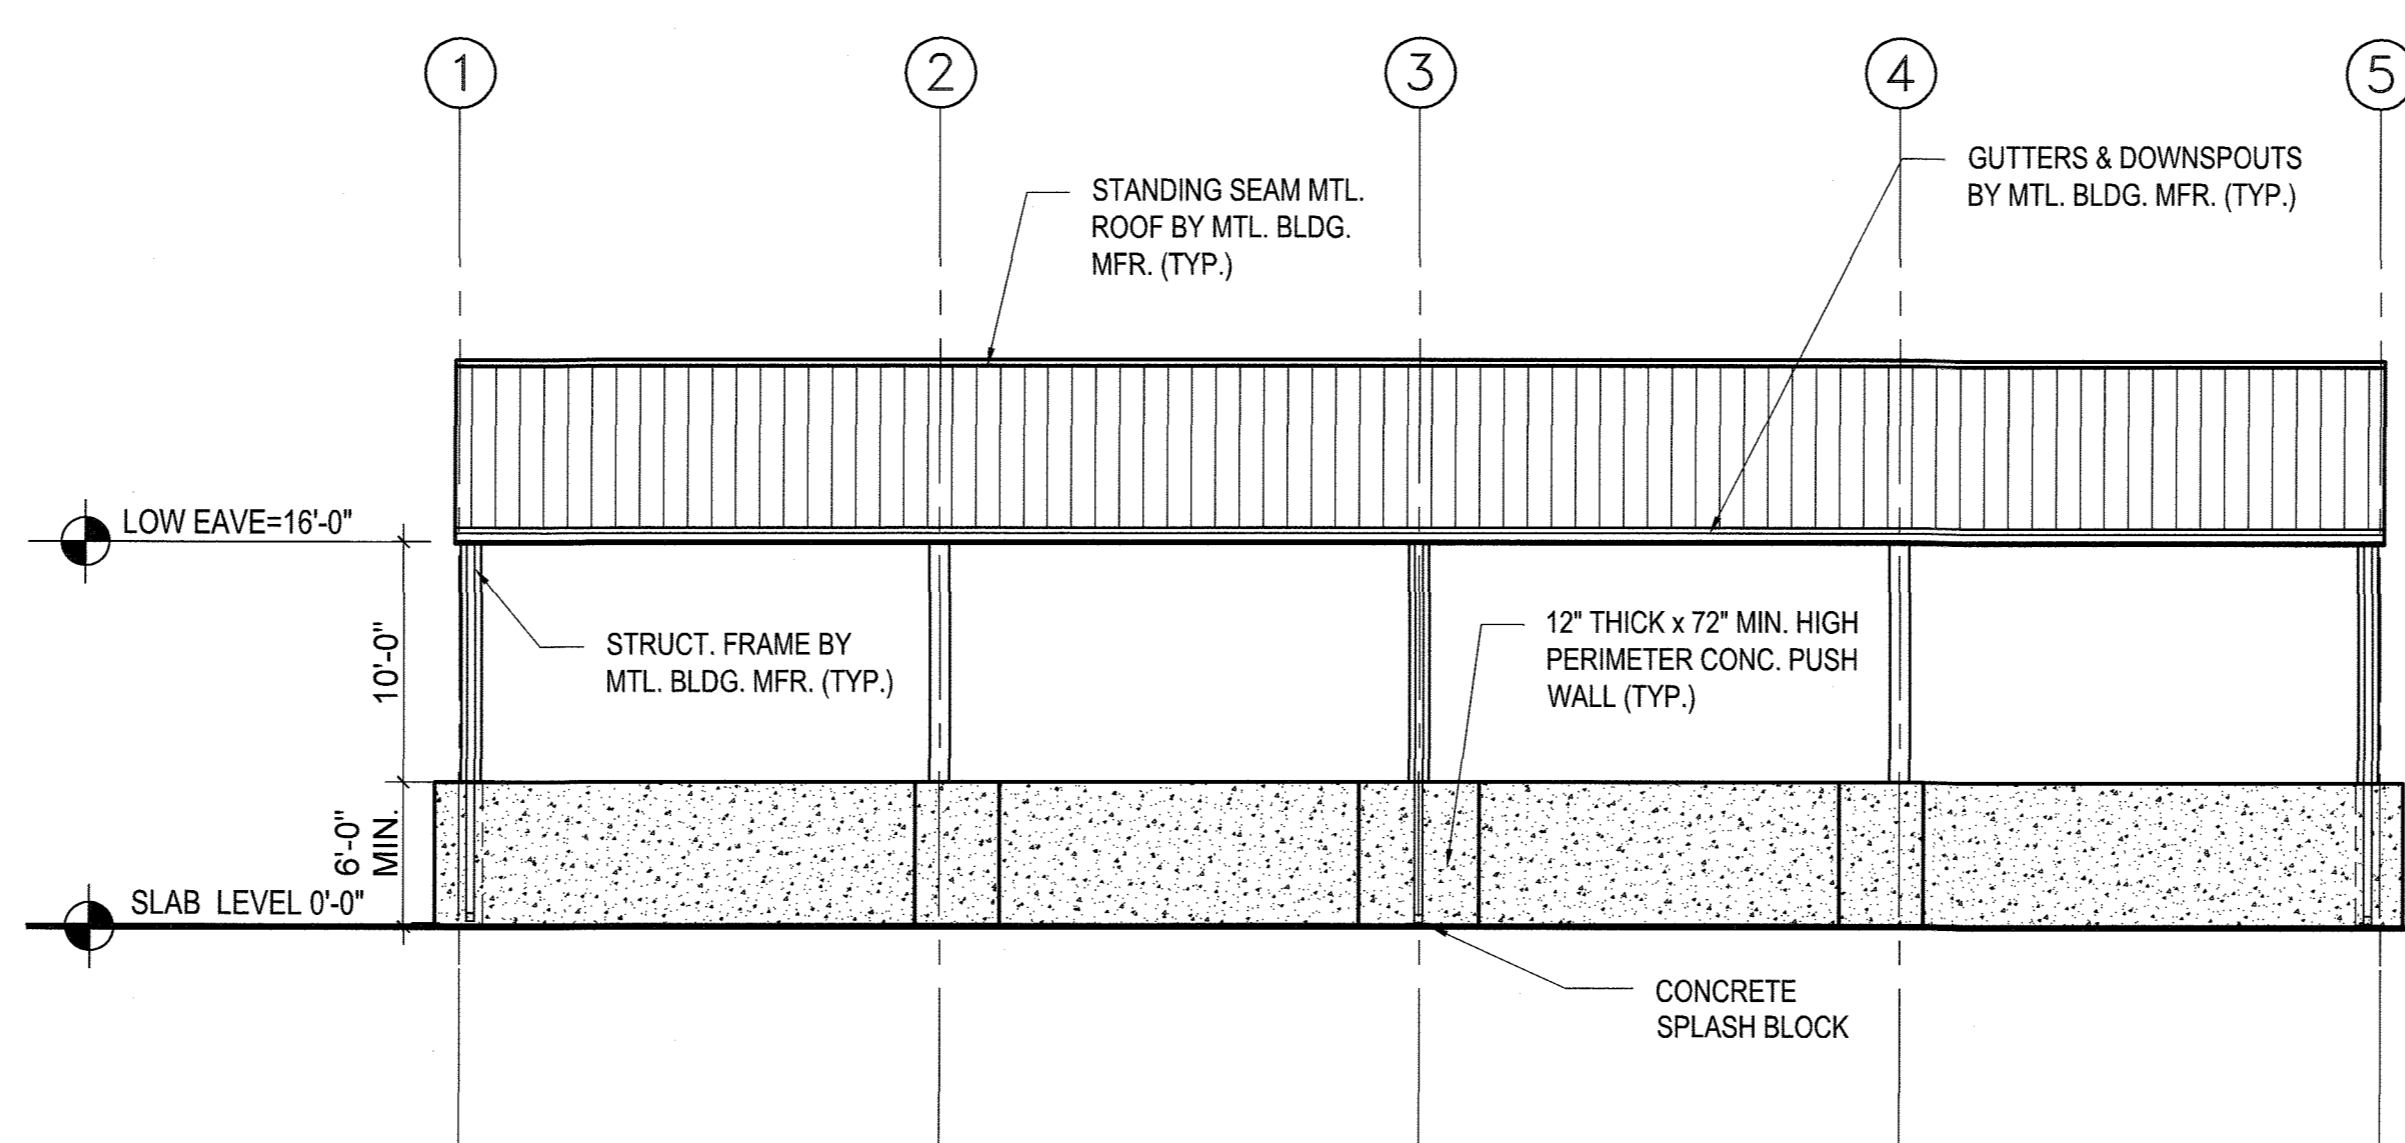 1
2
3
4
5
GUTTERS & DOWNSPOUTS
BY MTL. BLDG. MFR. (TYP.)
STANDING SEAM MTL.
ROOF BY MTL. BLDG.
MFR. (TYP.)
LOW EAVE=16'-0"
STRUCT. FRAME BY
MTL. BLDG. MFR. (TYP.)
12" THICK x 72" MIN. HIGH
PERIMETER CONC. PUSH
WALL (TYP.)
10'-0"
6'-0"
MIN.
SLAB LEVEL 0'-0"
CONCRETE
SPLASH BLOCK